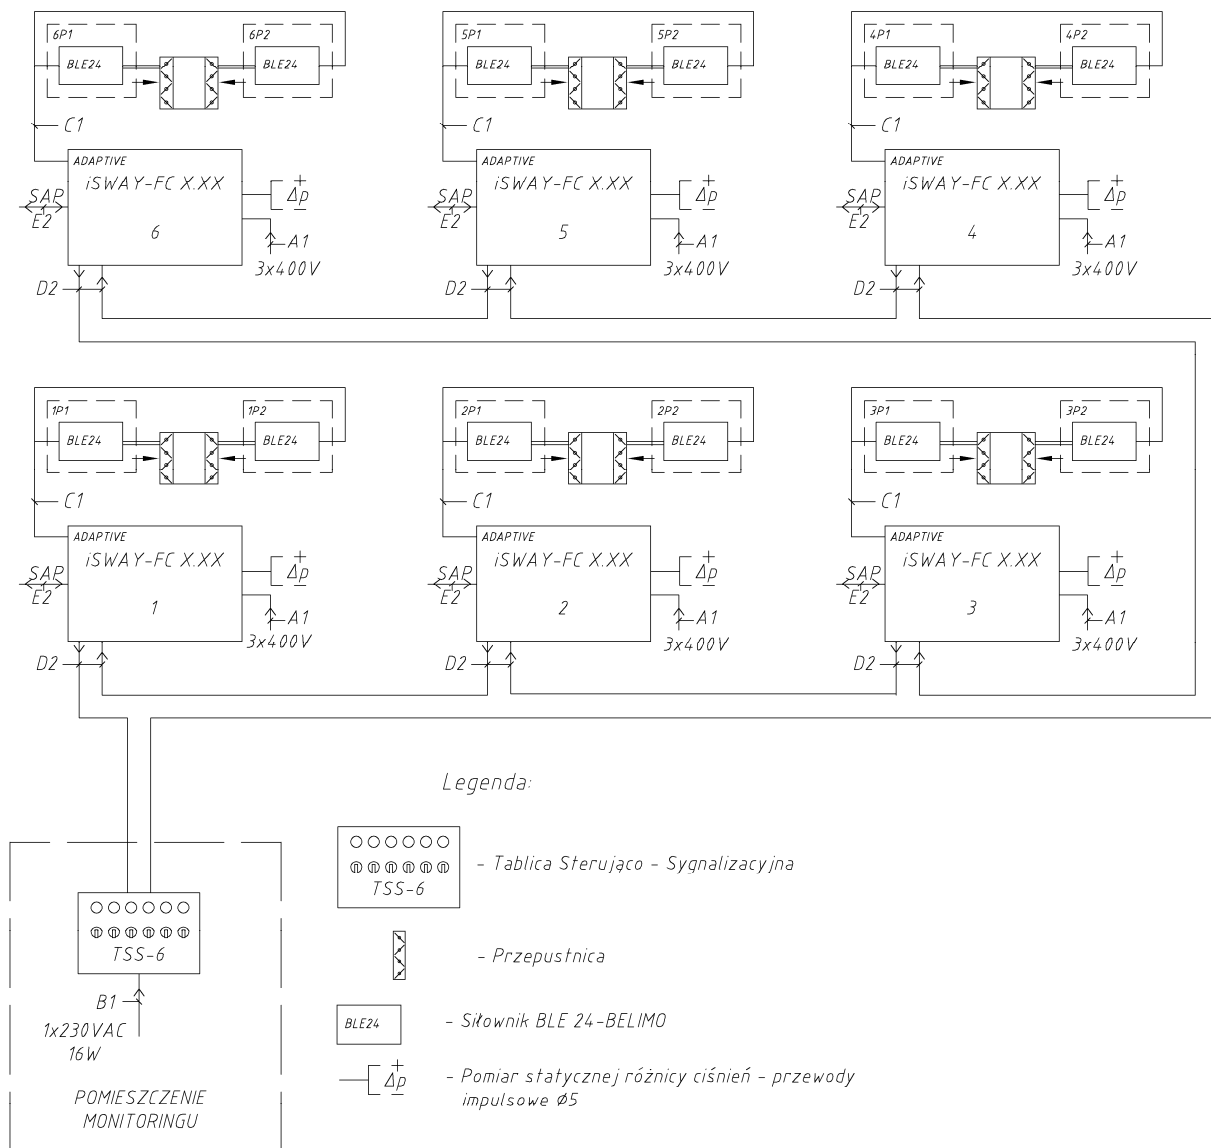 6P1
6P2
BLE24
BLE24
C1
ADAPTIVE
iSWAY-FC X.XX
6
SAP
E2
+
Δp
A1
3x400V
D2
5P1
5P2
BLE24
BLE24
C1
ADAPTIVE
iSWAY-FC X.XX
5
SAP
E2
+
Δp
A1
3x400V
D2
4P1
4P2
BLE24
BLE24
C1
ADAPTIVE
iSWAY-FC X.XX
4
SAP
E2
+
Δp
A1
3x400V
D2
1P1
1P2
BLE24
BLE24
C1
ADAPTIVE
iSWAY-FC X.XX
1
SAP
E2
+
Δp
A1
3x400V
D2
2P1
2P2
BLE24
BLE24
C1
ADAPTIVE
iSWAY-FC X.XX
2
SAP
E2
+
Δp
A1
3x400V
D2
3P1
3P2
BLE24
BLE24
C1
ADAPTIVE
iSWAY-FC X.XX
3
SAP
E2
+
Δp
A1
3x400V
D2
TSS-6
B1
1x230VAC
16W
POMIESZCZENIE
MONITORINGU
Legenda:
TSS-6
- Tablica Sterująco - Sygnalizacyjna
- Przepustnica
BLE24
- Siłownik BLE 24-BELIMO
+
Δp
- Pomiar statycznej różnicy ciśnień - przewody
impulsowe Ø5